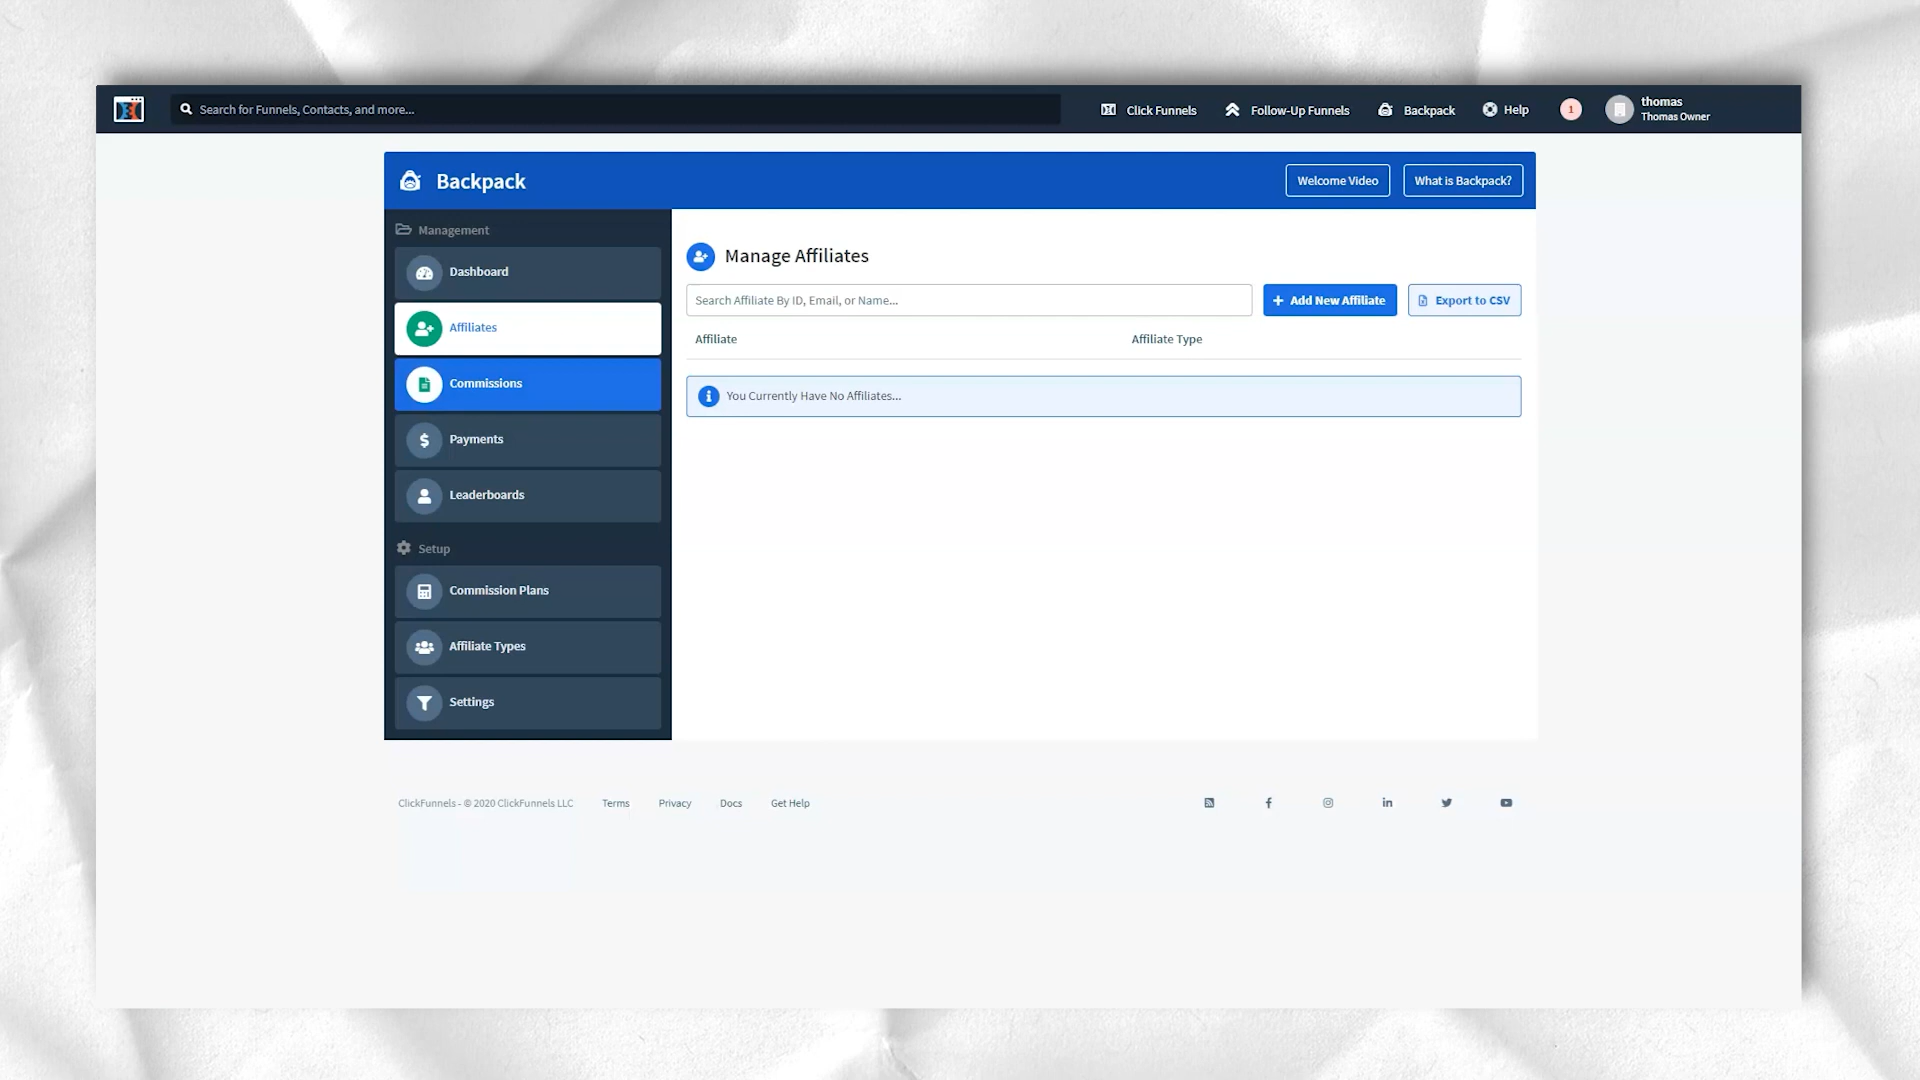 Search for Funnels, Contacts, and more...
Click Funnels
Follow-Up Funnels
Backpack
Help
1
thomas
Thomas Owner
Backpack
Welcome Video
What is Backpack?
Management
Dashboard
Affiliates
Commissions
Payments
Leaderboards
Setup
Commission Plans
Affiliate Types
Settings
Manage Affiliates
Search Affiliate By ID, Email, or Name...
Add New Affiliate
Export to CSV
Affiliate
Affiliate Type
You Currently Have No Affiliates...
ClickFunnels - © 2020 ClickFunnels LLC
Terms
Privacy
Docs
Get Help